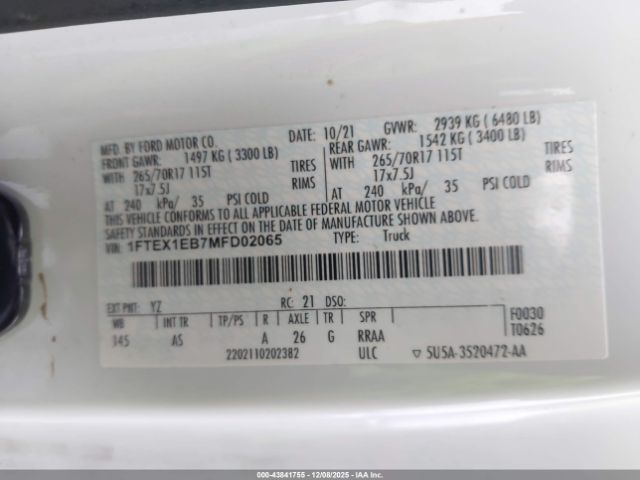 MFD. BY FORD MOTOR CO. DATE: 10/21 GVWR: 2939 KG ( 6480 LB)
FRONT GAWR: 1497 KG ( 3300 LB) REAR GAWR: 1542 KG ( 3400 LB)
WITH 265/70R17 115T TIRES WITH 265/70R17 115T TIRES
17x7.5J RIMS 17x7.5J RIMS
AT 240 kPa/ 35 PSI COLD AT 240 kPa/ 35 PSI COLD
THIS VEHICLE CONFORMS TO ALL APPLICABLE FEDERAL MOTOR VEHICLE
SAFETY STANDARDS IN EFFECT ON THE DATE OF MANUFACTURE SHOWN ABOVE.
VIN: 1FTEX1EB7MFD02065 TYPE: Truck
EXT PNT: YZ RC: 21 DSO:
WB INT TR TP/PS R AXLE TR SPR F0030
145 AS A 26 G RRAA T0626
2202110202382 ULC ▽ 5U5A-3520472-AA
000-43841755 - 12/08/2025 - IAA Inc.